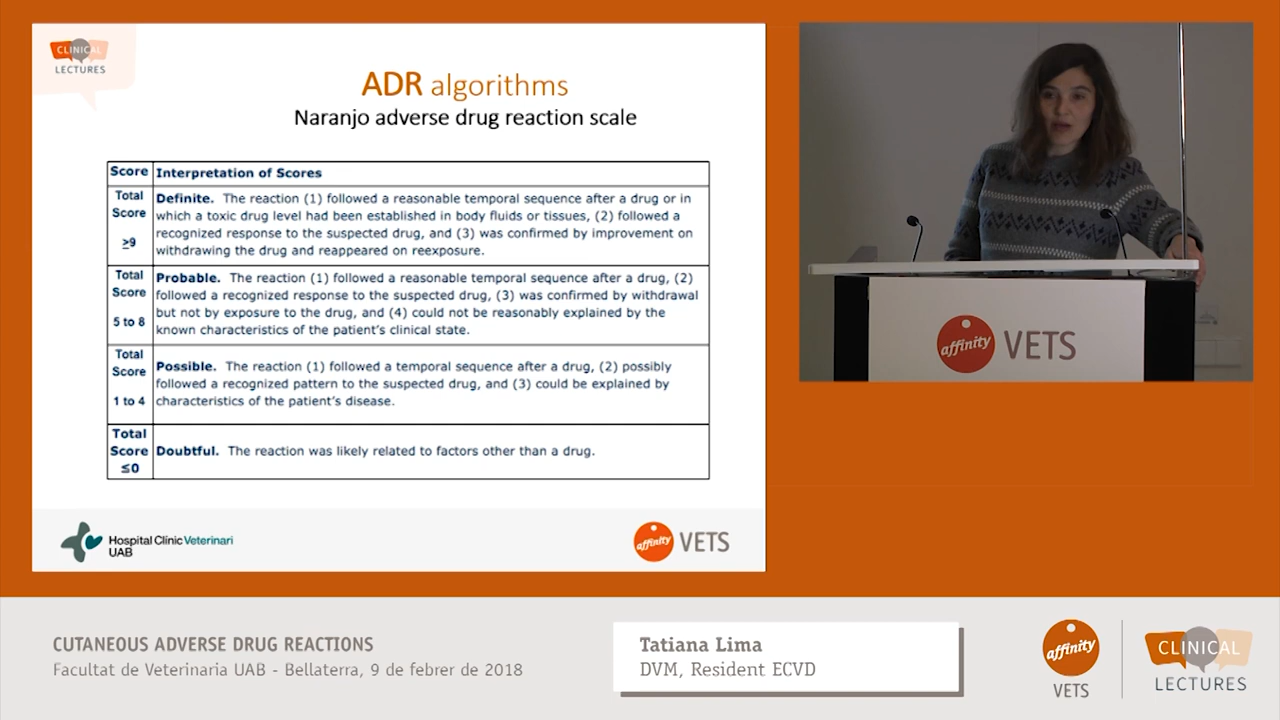 CLINICAL
LECTURES
ADR algorithms
Naranjo adverse drug reaction scale
Score Interpretation of Scores
Total
Score
≥9
Definite. The reaction (1) followed a reasonable temporal sequence after a drug or in
which a toxic drug level had been established in body fluids or tissues, (2) followed a
recognized response to the suspected drug, and (3) was confirmed by improvement on
withdrawing the drug and reappeared on reexposure.
Total
Score
5 to 8
Probable. The reaction (1) followed a reasonable temporal sequence after a drug, (2)
followed a recognized response to the suspected drug, (3) was confirmed by withdrawal
but not by exposure to the drug, and (4) could not be reasonably explained by the
known characteristics of the patient's clinical state.
Total
Score
1 to 4
Possible. The reaction (1) followed a temporal sequence after a drug, (2) possibly
followed a recognized pattern to the suspected drug, and (3) could be explained by
characteristics of the patient's disease.
Total
Score
≤0
Doubtful. The reaction was likely related to factors other than a drug.
Hospital Clínic Veterinari
UAB
affinity VETS
affinity VETS
CUTANEOUS ADVERSE DRUG REACTIONS
Facultat de Veterinaria UAB - Bellaterra, 9 de febrer de 2018
Tatiana Lima
DVM, Resident ECVD
affinity
VETS
CLINICAL
LECTURES